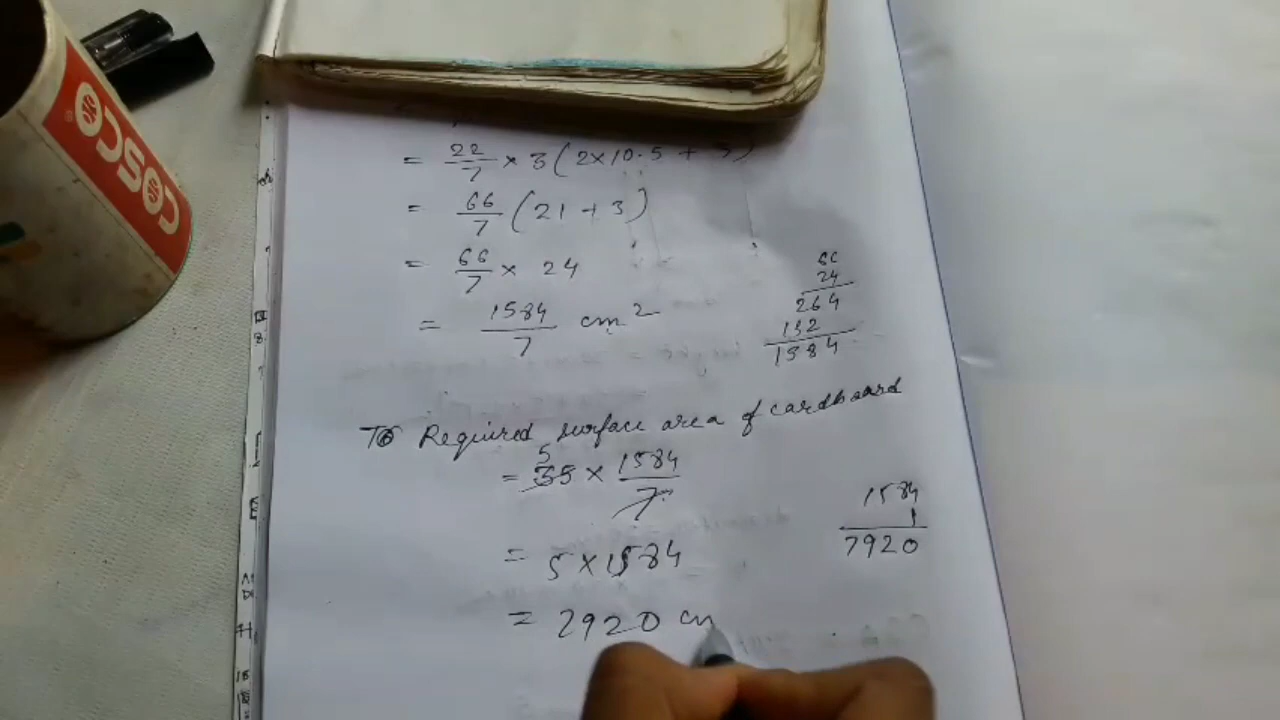 COSCO
= 22/7 × 3(2×10.5 + 3)
= 66/7 (21 + 3)
= 66/7 × 24
= 1584/7 cm²
66
24
264
132
1584
Required surface area of cardboard
5
= 35 × 1584/7
= 5 × 1584
= 7920 cm
1584
7920